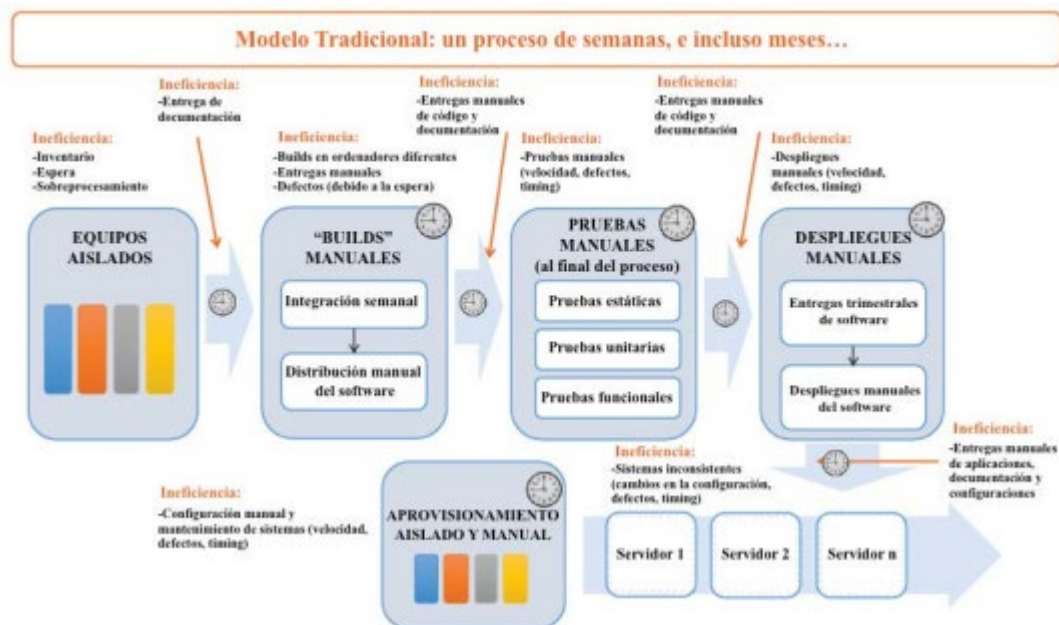 Modelo Tradicional: un proceso de semanas, e incluso meses…
Ineficiencia:
-Entrega de
documentación
Ineficiencia:
-Entregas manuales
de código y
documentación
Ineficiencia:
-Entregas manuales
de código y
documentación
Ineficiencia:
-Inventario
-Espera
-Sobreprocesamiento
Ineficiencia:
-Builds en ordenadores diferentes
-Entregas manuales
-Defectos (debido a la espera)
Ineficiencia:
-Pruebas manuales
(velocidad, defectos,
timing)
Ineficiencia:
-Despliegues
manuales (velocidad,
defectos, timing)
EQUIPOS
AISLADOS
“BUILDS”
MANUALES
Integración semanal
Distribución manual
del software
PRUEBAS
MANUALES
(al final del proceso)
Pruebas estáticas
Pruebas unitarias
Pruebas funcionales
DESPLIEGUES
MANUALES
Entregas trimestrales
de software
Despliegues manuales
del software
Ineficiencia:
-Entregas manuales
de aplicaciones,
documentación y
configuraciones
Ineficiencia:
-Sistemas inconsistentes
(cambios en la configuración,
defectos, timing)
Ineficiencia:
-Configuración manual y
mantenimiento de sistemas (velocidad,
defectos, timing)
APROVISIONAMIENTO
AISLADO Y MANUAL
Servidor 1
Servidor 2
Servidor n